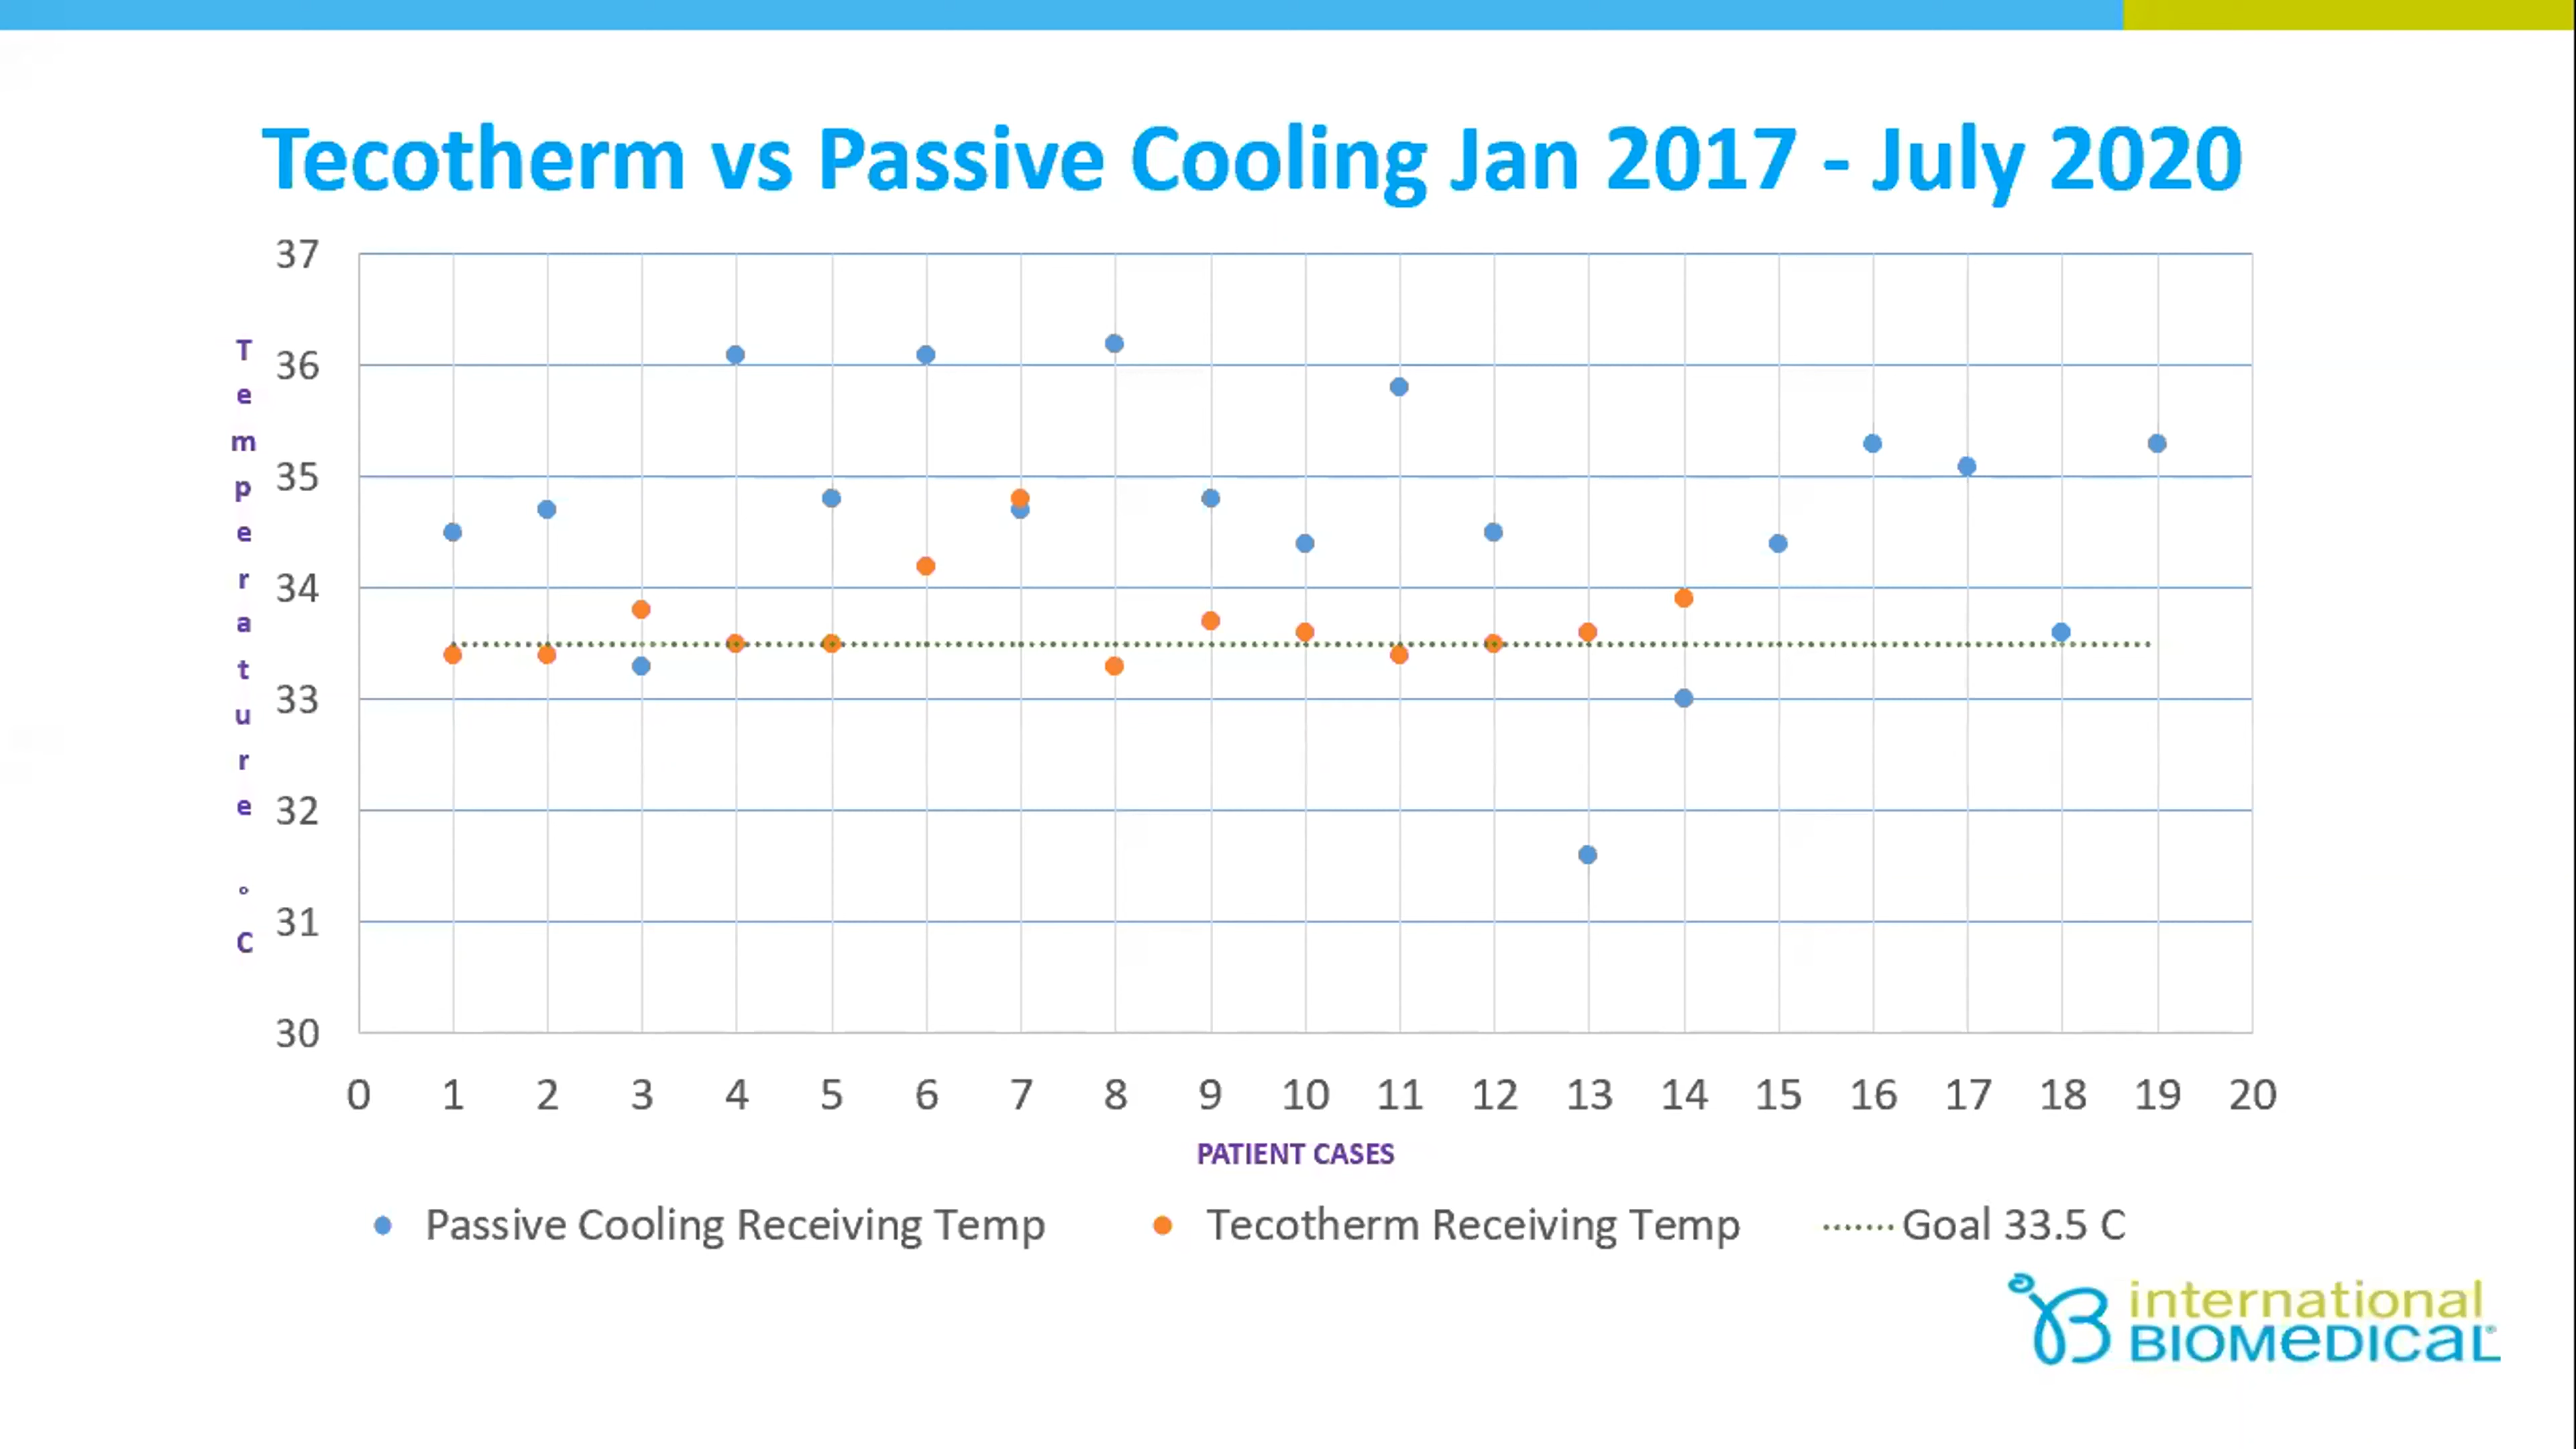 Tecotherm vs Passive Cooling Jan 2017 - July 2020
Temperature °C
37
36
35
34
33
32
31
30
0 1 2 3 4 5 6 7 8 9 10 11 12 13 14 15 16 17 18 19 20
PATIENT CASES
Passive Cooling Receiving Temp Tecotherm Receiving Temp Goal 33.5 C
international
BIOMeDICaL